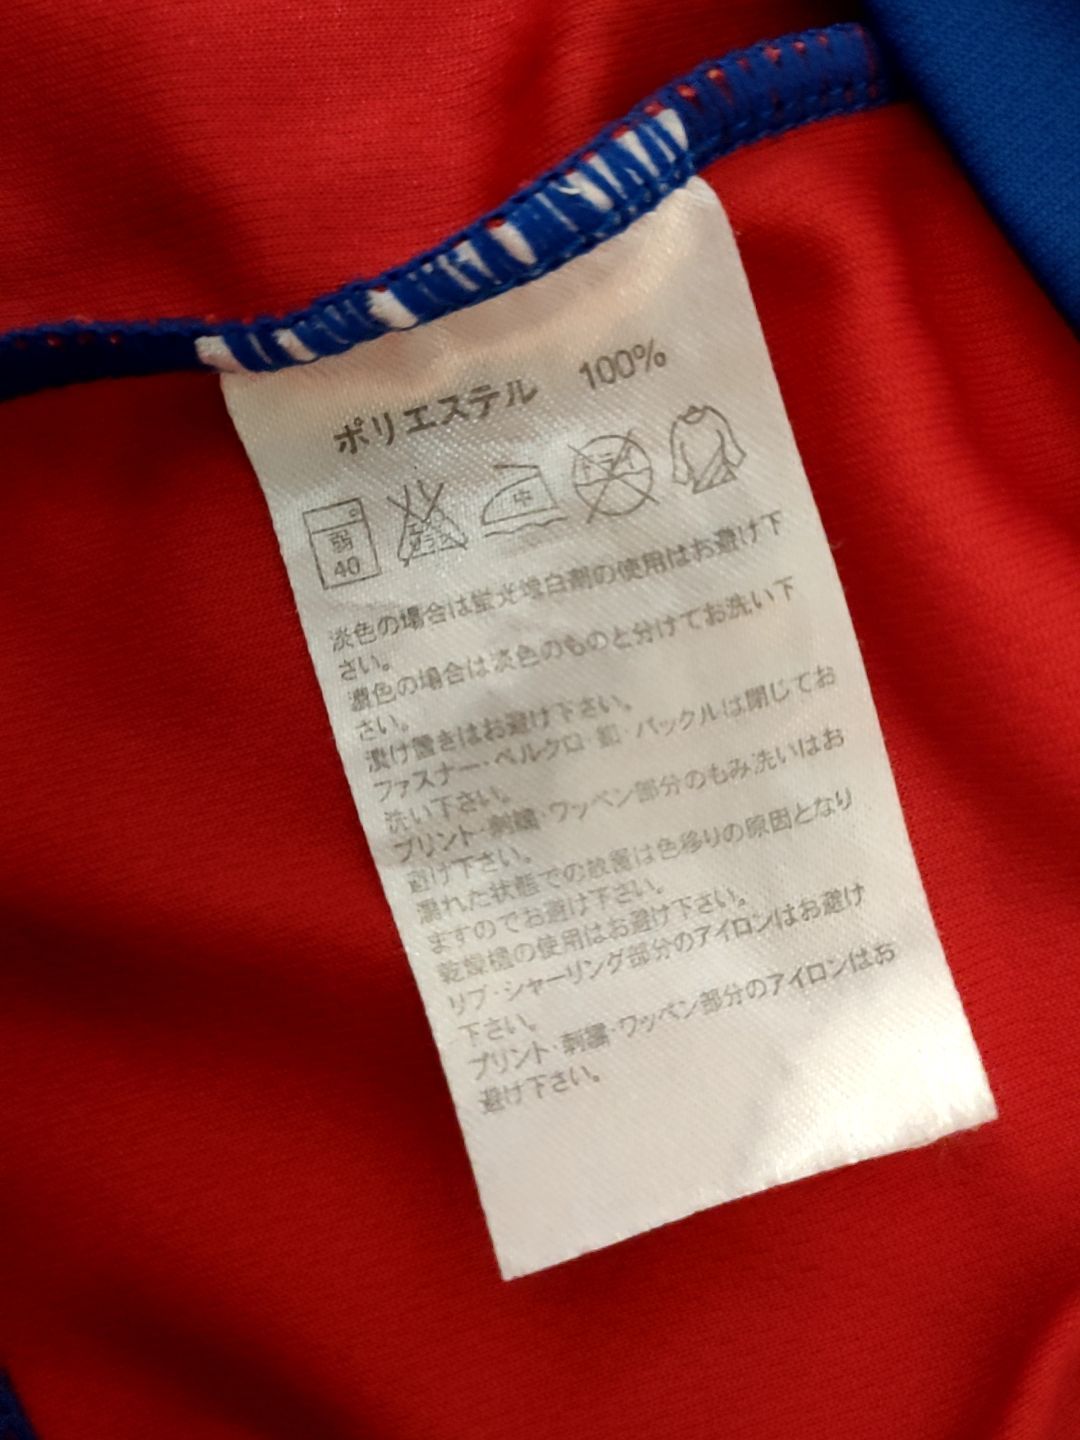 ポリエステル 100%
弱 中 ドライ
40 エンソ サラシ
淡色の場合は蛍光増白剤の使用はお避け下
さい。
濃色の場合は淡色のものと分けてお洗い下
さい。
漬け置きはお避け下さい。
ファスナー・ベルクロ・釦・バックルは閉じてお
洗い下さい。
プリント・刺繍・ワッペン部分のもみ洗いはお
避け下さい。
濡れた状態での放置は色移りの原因となり
ますのでお避け下さい。
乾燥機の使用はお避け下さい。
リブ・シャーリング部分のアイロンはお避け
下さい。
プリント・刺繍・ワッペン部分のアイロンはお
避け下さい。